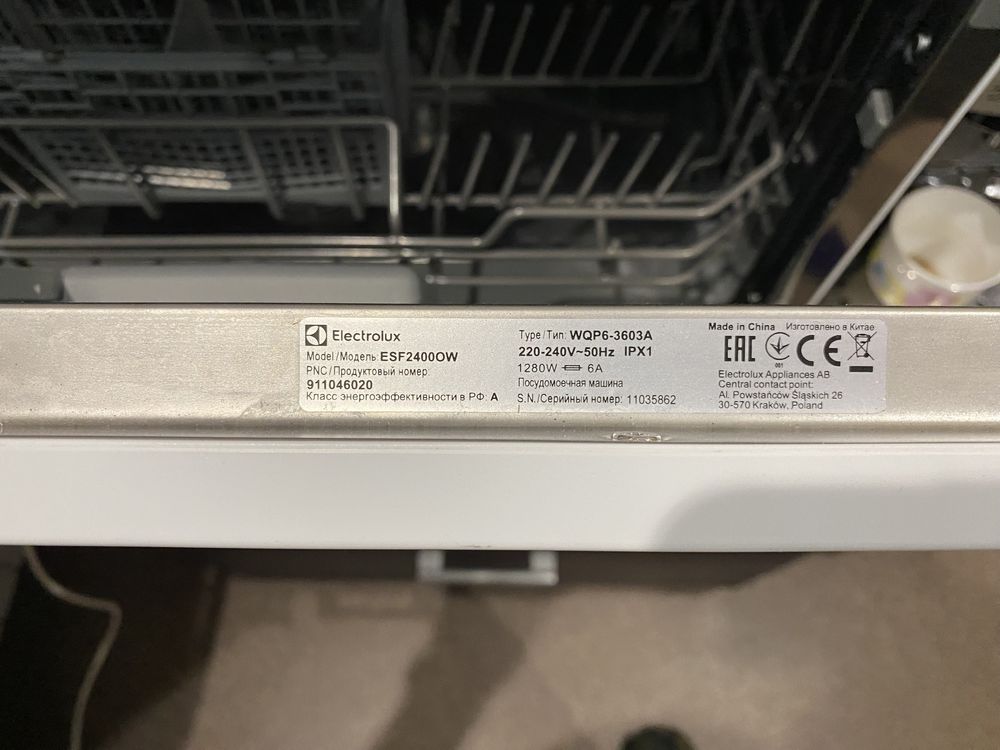 Electrolux
Model/Модель: ESF2400OW
PNC/Продуктовый номер:
911046020
Класс энергоэффективности в РФ: A
Type/Тип: WQP6-3603A
220-240V~50Hz IPX1
1280W 6A
Посудомоечная машина
S.N./Серийный номер: 11035862
Made in China Изготовлено в Китае
EAC 001 CE
Electrolux Appliances AB
Central contact point:
Al. Powstańców Śląskich 26
30-570 Kraków, Poland